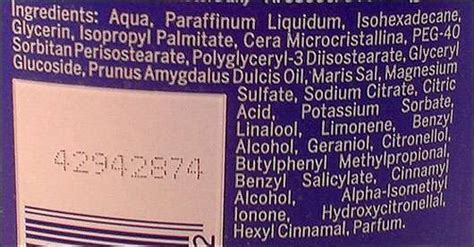 Ingredients: Aqua, Paraffinum Liquidum, Isohexadecane,
Glycerin, Isopropyl Palmitate, Cera Microcristallina, PEG-40
Sorbitan Perisostearate, Polyglyceryl-3 Diisostearate, Glyceryl
Glucoside, Prunus Amygdalus Dulcis Oil, Maris Sal, Magnesium
Sulfate, Sodium Citrate, Citric
Acid, Potassium Sorbate,
Linalool, Limonene, Benzyl
Alcohol, Geraniol, Citronellol,
Butylphenyl Methylpropional,
Benzyl Salicylate, Cinnamyl
Alcohol, Alpha-Isomethyl
Ionone, Hydroxycitronellal,
Hexyl Cinnamal, Parfum.
42942874
2